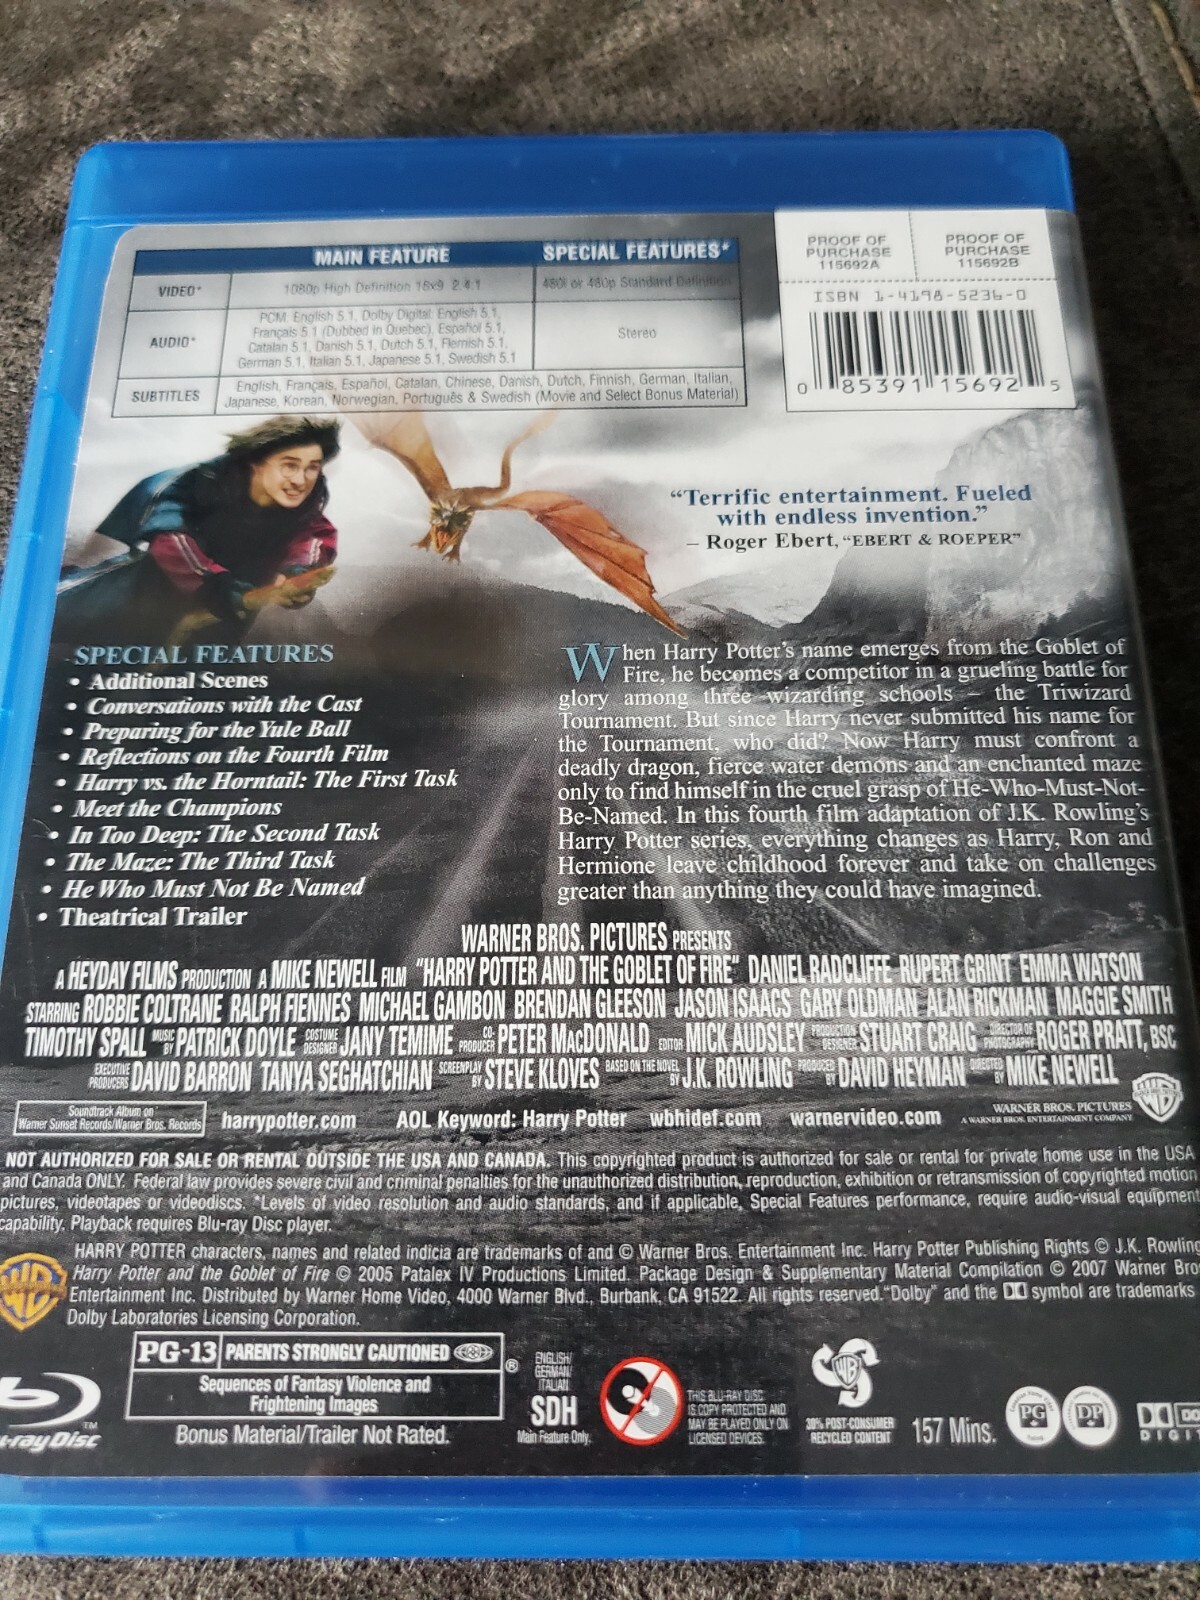 MAIN FEATURE SPECIAL FEATURES*
VIDEO* 1080p High Definition 16x9 2.4:1 480i or 480p Standard Definition
AUDIO* PCM: English 5.1, Dolby Digital: English 5.1,
Français 5.1 (Dubbed in Quebec), Español 5.1,
Catalan 5.1, Danish 5.1, Dutch 5.1, Flemish 5.1,
German 5.1, Italian 5.1, Japanese 5.1, Swedish 5.1
Stereo
SUBTITLES English, Français, Español, Catalan, Chinese, Danish, Dutch, Finnish, German, Italian,
Japanese, Korean, Norwegian, Português & Swedish (Movie and Select Bonus Material)
PROOF OF
PURCHASE
115692A
PROOF OF
PURCHASE
115692B
ISBN 1-4198-5236-0
0 85391 15692 5
"Terrific entertainment. Fueled
with endless invention."
– Roger Ebert, "EBERT & ROEPER"
SPECIAL FEATURES
• Additional Scenes
• Conversations with the Cast
• Preparing for the Yule Ball
• Reflections on the Fourth Film
• Harry vs. the Horntail: The First Task
• Meet the Champions
• In Too Deep: The Second Task
• The Maze: The Third Task
• He Who Must Not Be Named
• Theatrical Trailer
When Harry Potter's name emerges from the Goblet of
Fire, he becomes a competitor in a grueling battle for
glory among three wizarding schools – the Triwizard
Tournament. But since Harry never submitted his name for
the Tournament, who did? Now Harry must confront a
deadly dragon, fierce water demons and an enchanted maze
only to find himself in the cruel grasp of He-Who-Must-Not-
Be-Named. In this fourth film adaptation of J.K. Rowling's
Harry Potter series, everything changes as Harry, Ron and
Hermione leave childhood forever and take on challenges
greater than anything they could have imagined.
WARNER BROS. PICTURES PRESENTS
A HEYDAY FILMS PRODUCTION A MIKE NEWELL FILM "HARRY POTTER AND THE GOBLET OF FIRE" DANIEL RADCLIFFE RUPERT GRINT EMMA WATSON
STARRING ROBBIE COLTRANE RALPH FIENNES MICHAEL GAMBON BRENDAN GLEESON JASON ISAACS GARY OLDMAN ALAN RICKMAN MAGGIE SMITH
TIMOTHY SPALL MUSIC BY PATRICK DOYLE COSTUME DESIGNER JANY TEMIME CO-PRODUCER PETER MacDONALD EDITOR MICK AUDSLEY PRODUCTION DESIGNER STUART CRAIG DIRECTOR OF PHOTOGRAPHY ROGER PRATT, BSC
EXECUTIVE PRODUCERS DAVID BARRON TANYA SEGHATCHIAN SCREENPLAY BY STEVE KLOVES BASED ON THE NOVEL BY J.K. ROWLING PRODUCED BY DAVID HEYMAN DIRECTED BY MIKE NEWELL
Soundtrack Album on
Warner Sunset Records/Warner Bros. Records
harrypotter.com AOL Keyword: Harry Potter wbhidef.com warnervideo.com
WARNER BROS. PICTURES
A WARNER BROS. ENTERTAINMENT COMPANY
NOT AUTHORIZED FOR SALE OR RENTAL OUTSIDE THE USA AND CANADA. This copyrighted product is authorized for sale or rental for private home use in the USA
and Canada ONLY. Federal law provides severe civil and criminal penalties for the unauthorized distribution, reproduction, exhibition or retransmission of copyrighted motion
pictures, videotapes or videodiscs. *Levels of video resolution and audio standards, and if applicable, Special Features performance, require audio-visual equipment
capability. Playback requires Blu-ray Disc player.
HARRY POTTER characters, names and related indicia are trademarks of and © Warner Bros. Entertainment Inc. Harry Potter Publishing Rights © J.K. Rowling
Harry Potter and the Goblet of Fire © 2005 Patalex IV Productions Limited. Package Design & Supplementary Material Compilation © 2007 Warner Bros
Entertainment Inc. Distributed by Warner Home Video, 4000 Warner Blvd., Burbank, CA 91522. All rights reserved. "Dolby" and the symbol are trademarks
Dolby Laboratories Licensing Corporation.
PG-13 PARENTS STRONGLY CAUTIONED ®
Sequences of Fantasy Violence and
Frightening Images
Bonus Material/Trailer Not Rated.
-ray Disc™
ENGLISH/
GERMAN/
ITALIAN
SDH
Main Feature Only.
THIS BLU-RAY DISC
IS COPY PROTECTED AND
MAY BE PLAYED ONLY ON
LICENSED DEVICES.
WB
30% POST-CONSUMER
RECYCLED CONTENT
157 Mins.
PG
DP
DIGIT